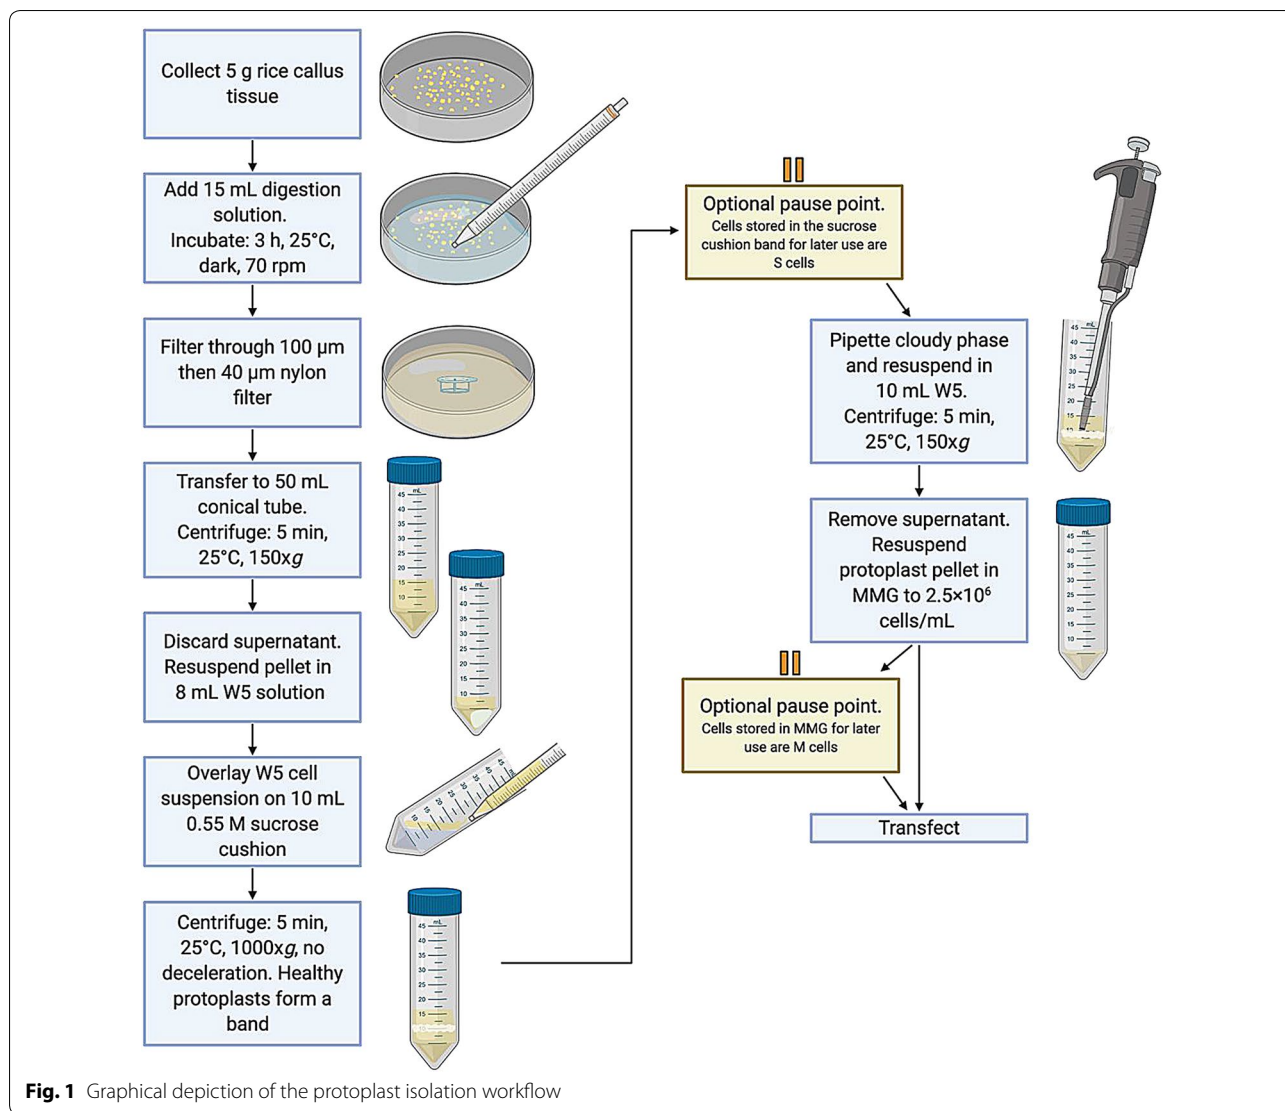 Collect 5 g rice callus
tissue
Add 15 mL digestion
solution.
Incubate: 3 h, 25°C,
dark, 70 rpm
Filter through 100 µm
then 40 µm nylon
filter
Transfer to 50 mL
conical tube.
Centrifuge: 5 min,
25°C, 150xg
Discard supernatant.
Resuspend pellet in
8 mL W5 solution
Overlay W5 cell
suspension on 10 mL
0.55 M sucrose
cushion
Centrifuge: 5 min,
25°C, 1000xg, no
deceleration. Healthy
protoplasts form a
band
Optional pause point.
Cells stored in the sucrose
cushion band for later use are
S cells
Pipette cloudy phase
and resuspend in
10 mL W5.
Centrifuge: 5 min,
25°C, 150xg
Remove supernatant.
Resuspend
protoplast pellet in
MMG to 2.5×10⁶
cells/mL
Optional pause point.
Cells stored in MMG for later
use are M cells
Transfect
Fig. 1 Graphical depiction of the protoplast isolation workflow